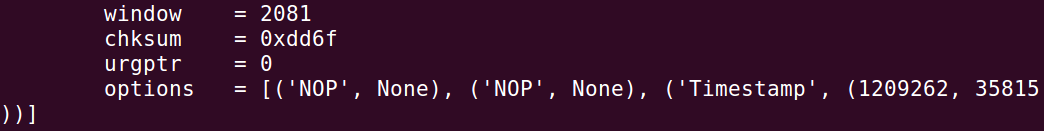 window = 2081
chksum = 0xdd6f
urgptr = 0
options = [('NOP', None), ('NOP', None), ('Timestamp', (1209262, 35815
))]